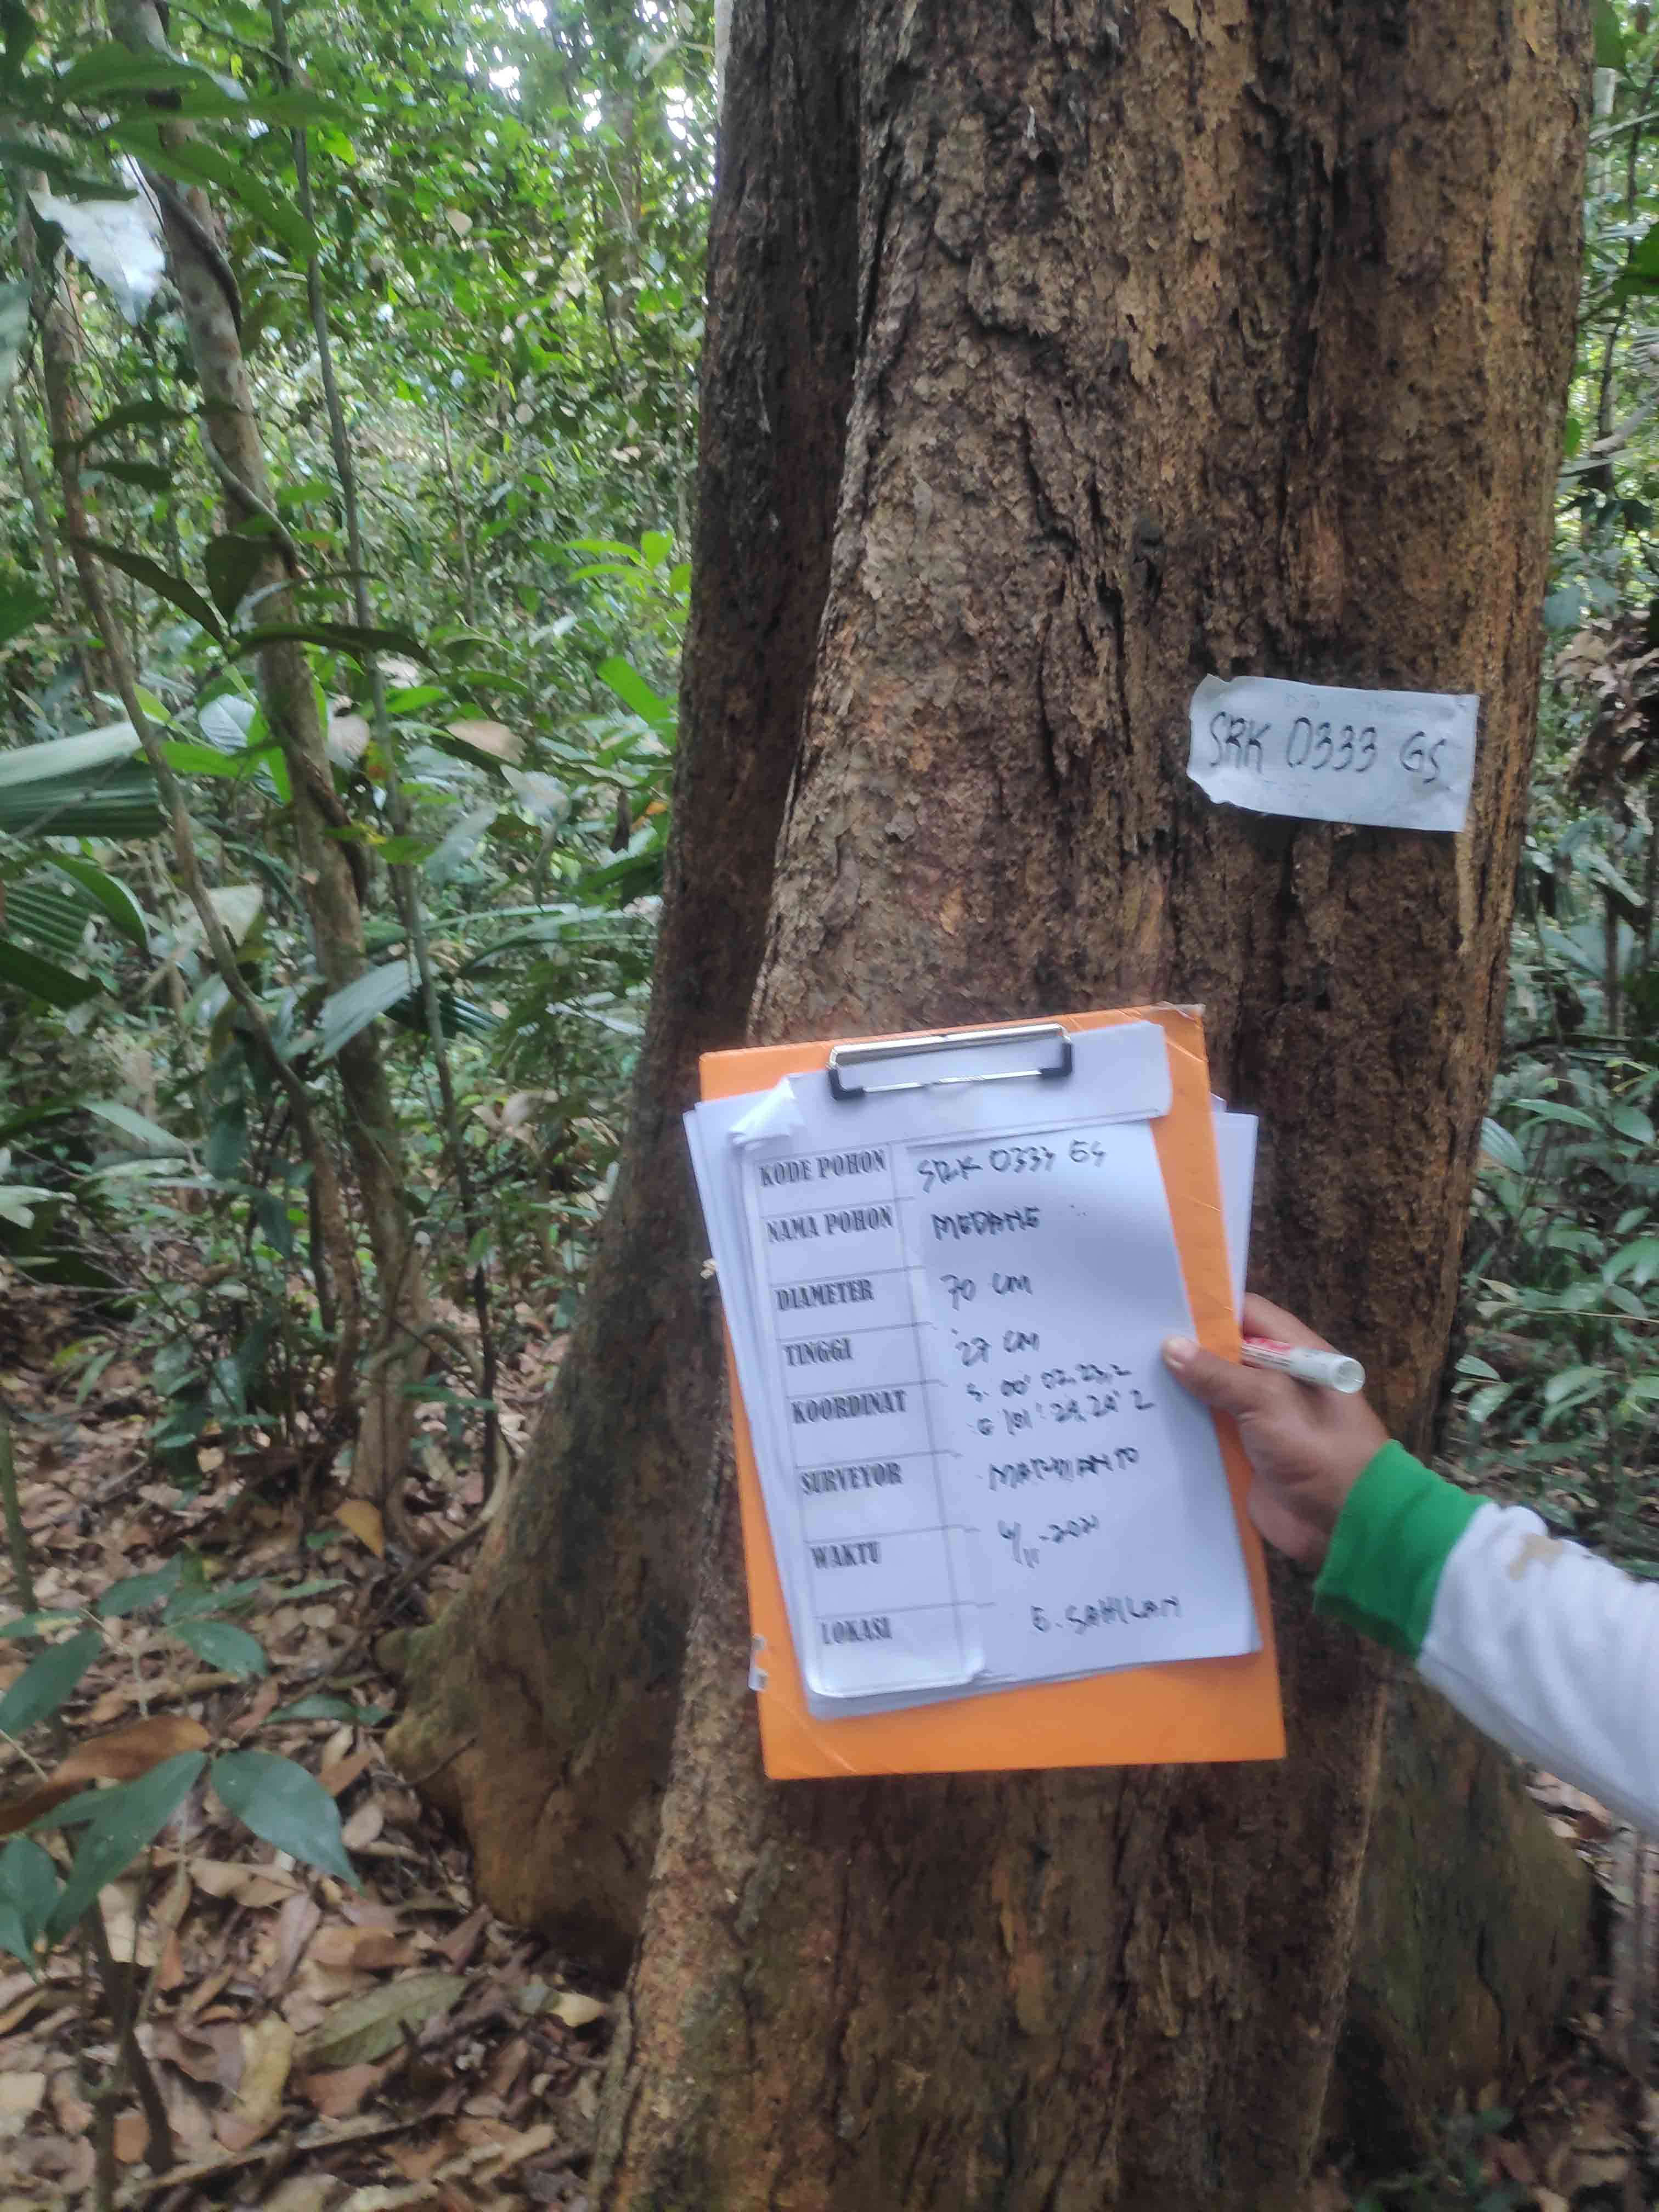 SRK 0333 GS
KODE POHON SRK 0333 GS
NAMA POHON MEDANG
DIAMETER 70 CM
TINGGI 27 CM
KOORDINAT S. 00° 02. 23,2
E 101° 24, 24' 2
SURVEYOR
WAKTU 4/11-2021
LOKASI G. SAHILAN